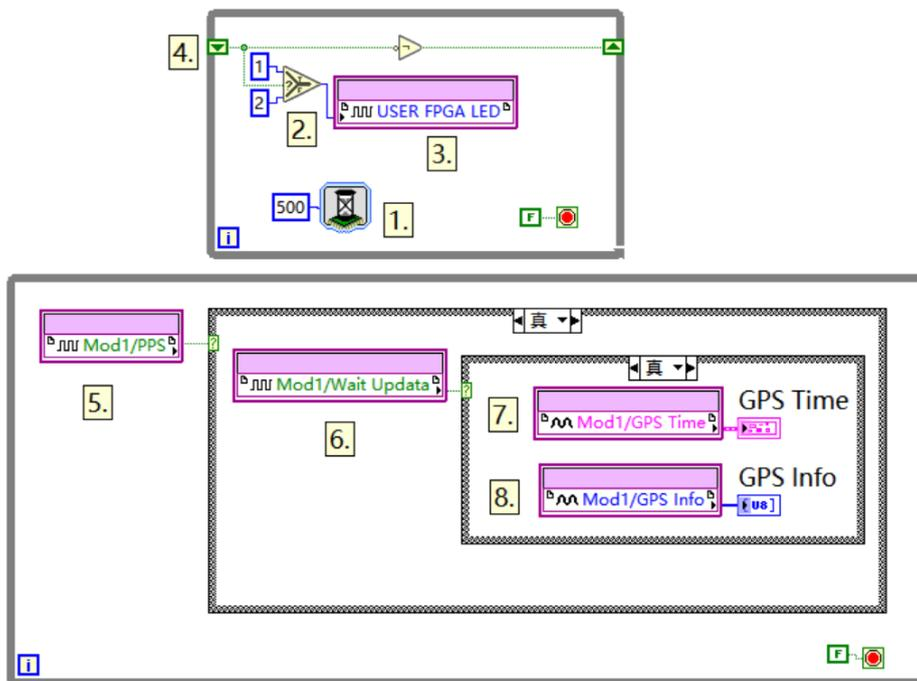 4.
1
2
2.
USER FPGA LED
3.
500
1.
F
i
真
Mod1/PPS
5.
Mod1/Wait Updata
6.
真
7.
Mod1/GPS Time
GPS Time
8.
Mod1/GPS Info
GPS Info
U8
F
i